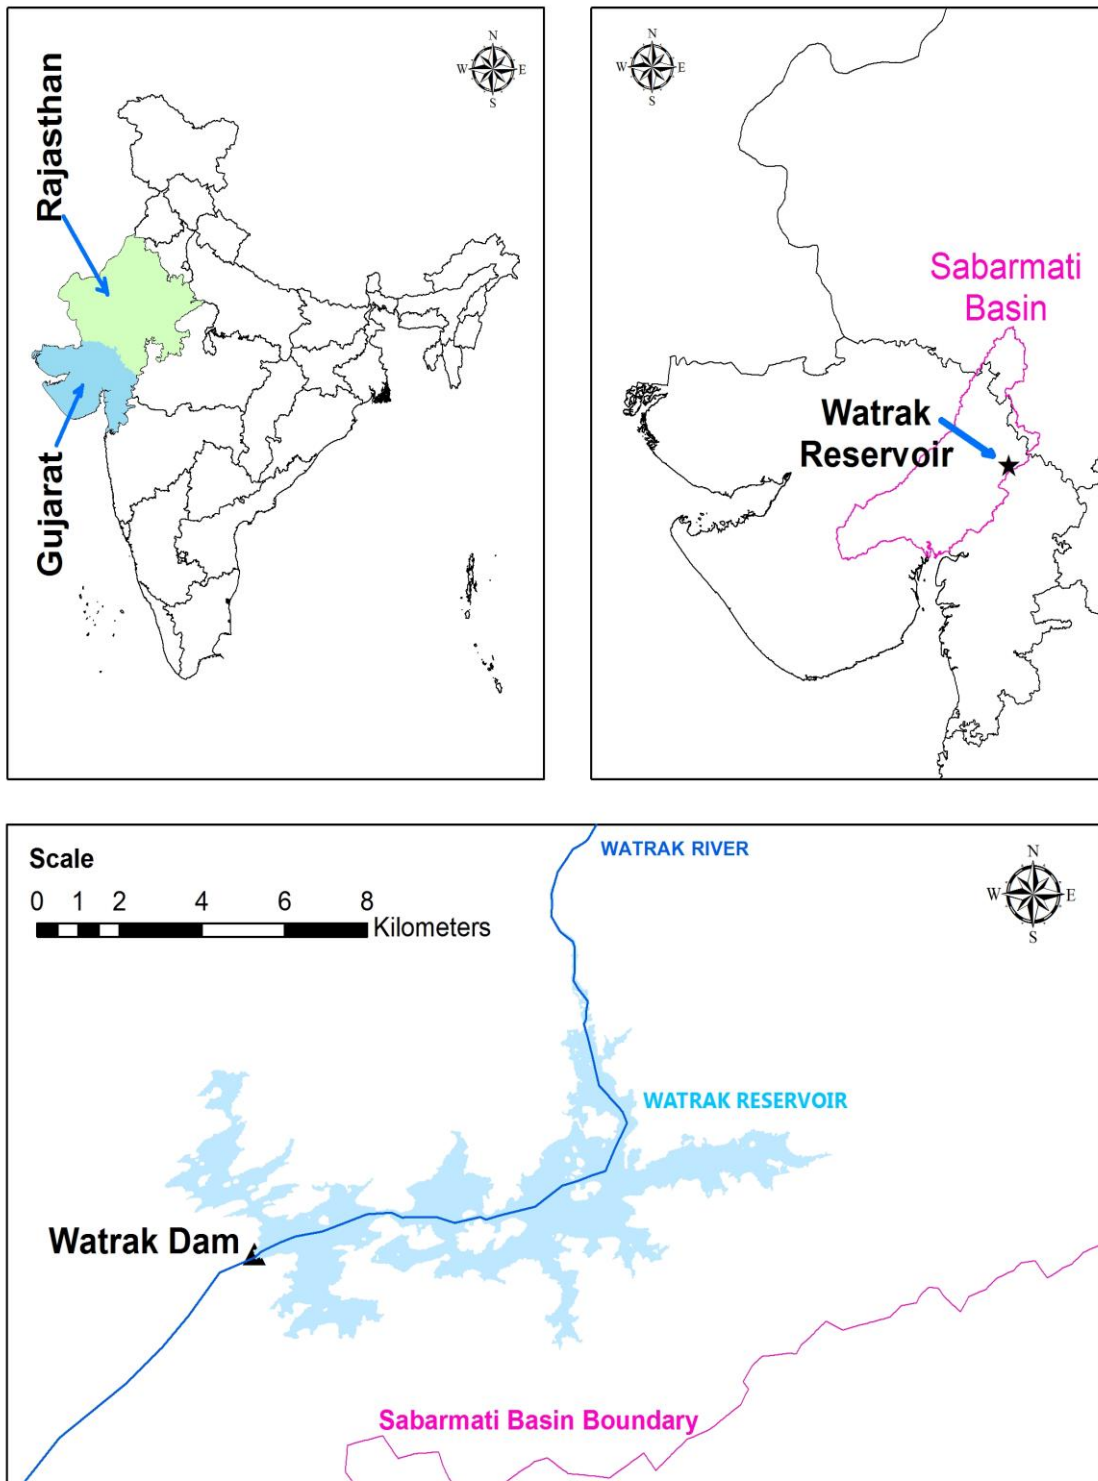 N
W
E
S
Rajasthan
Gujarat
N
W
E
S
Sabarmati
Basin
Watrak
Reservoir
Scale
0 1 2 4 6 8
Kilometers
WATRAK RIVER
N
W
E
S
WATRAK RESERVOIR
Watrak Dam
Sabarmati Basin Boundary